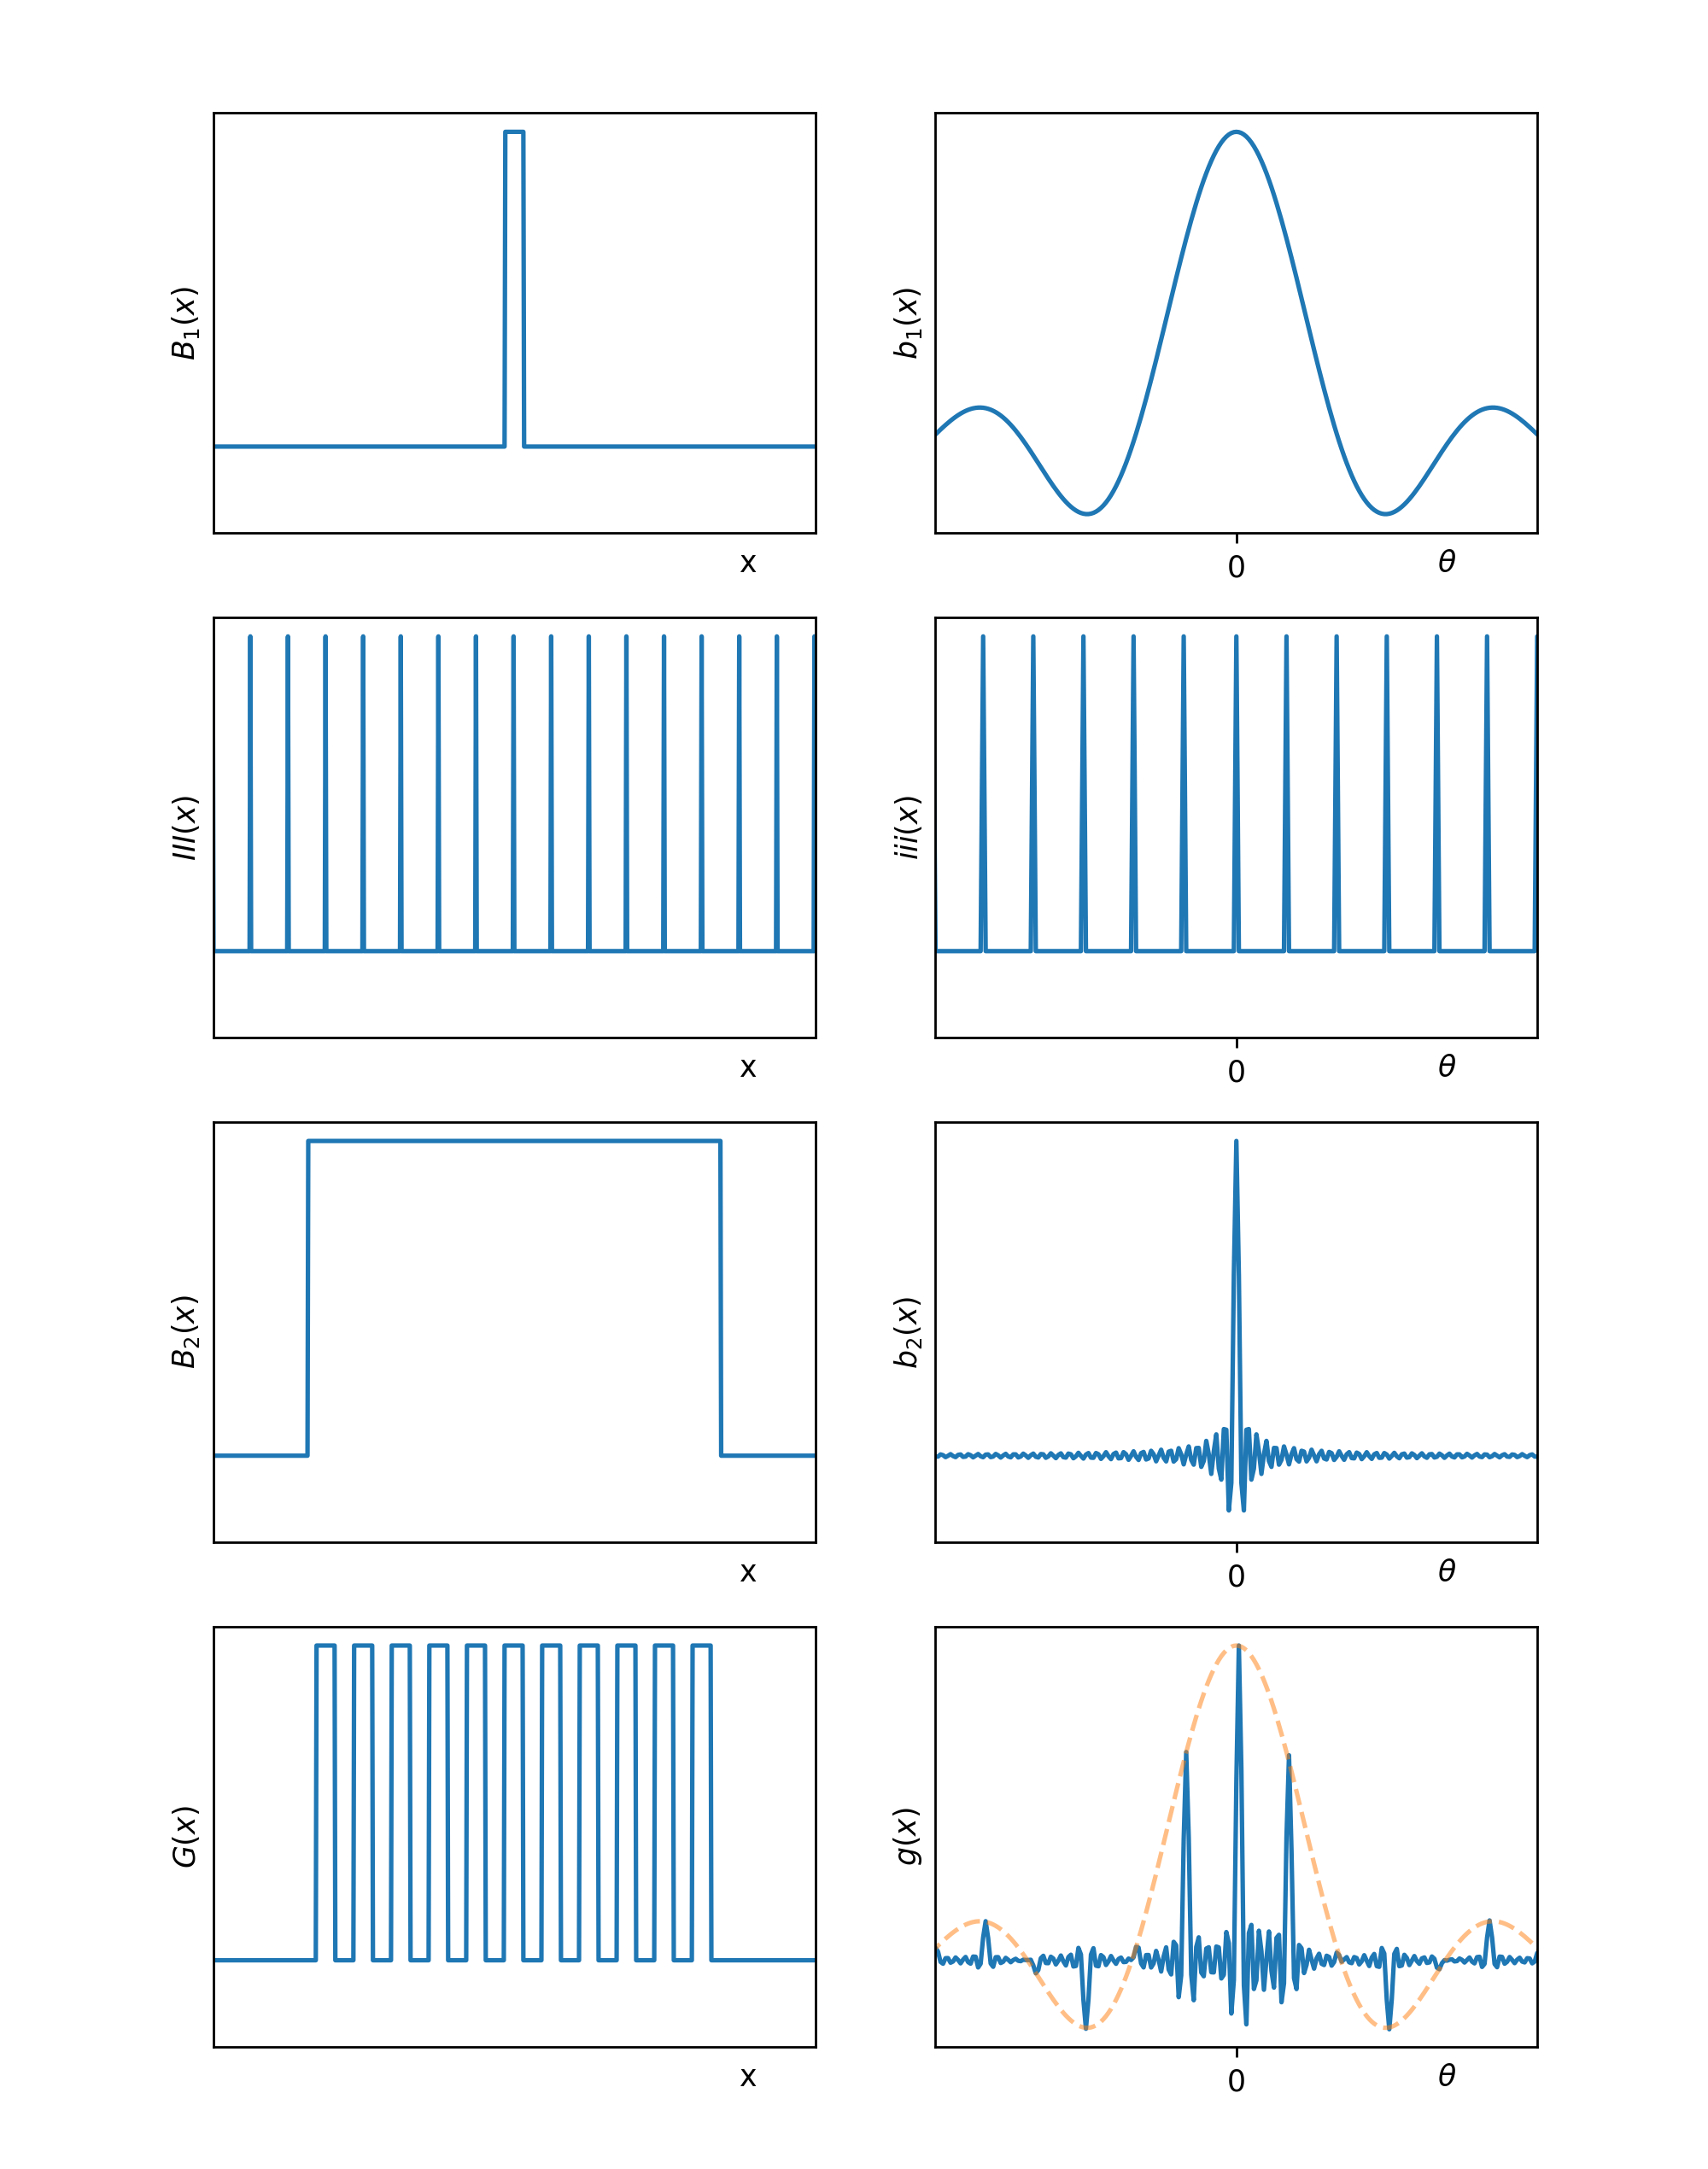 B₁(x)
x
b₁(x)
0
θ
III(x)
x
iii(x)
0
θ
B₂(x)
x
b₂(x)
0
θ
G(x)
x
g(x)
0
θ